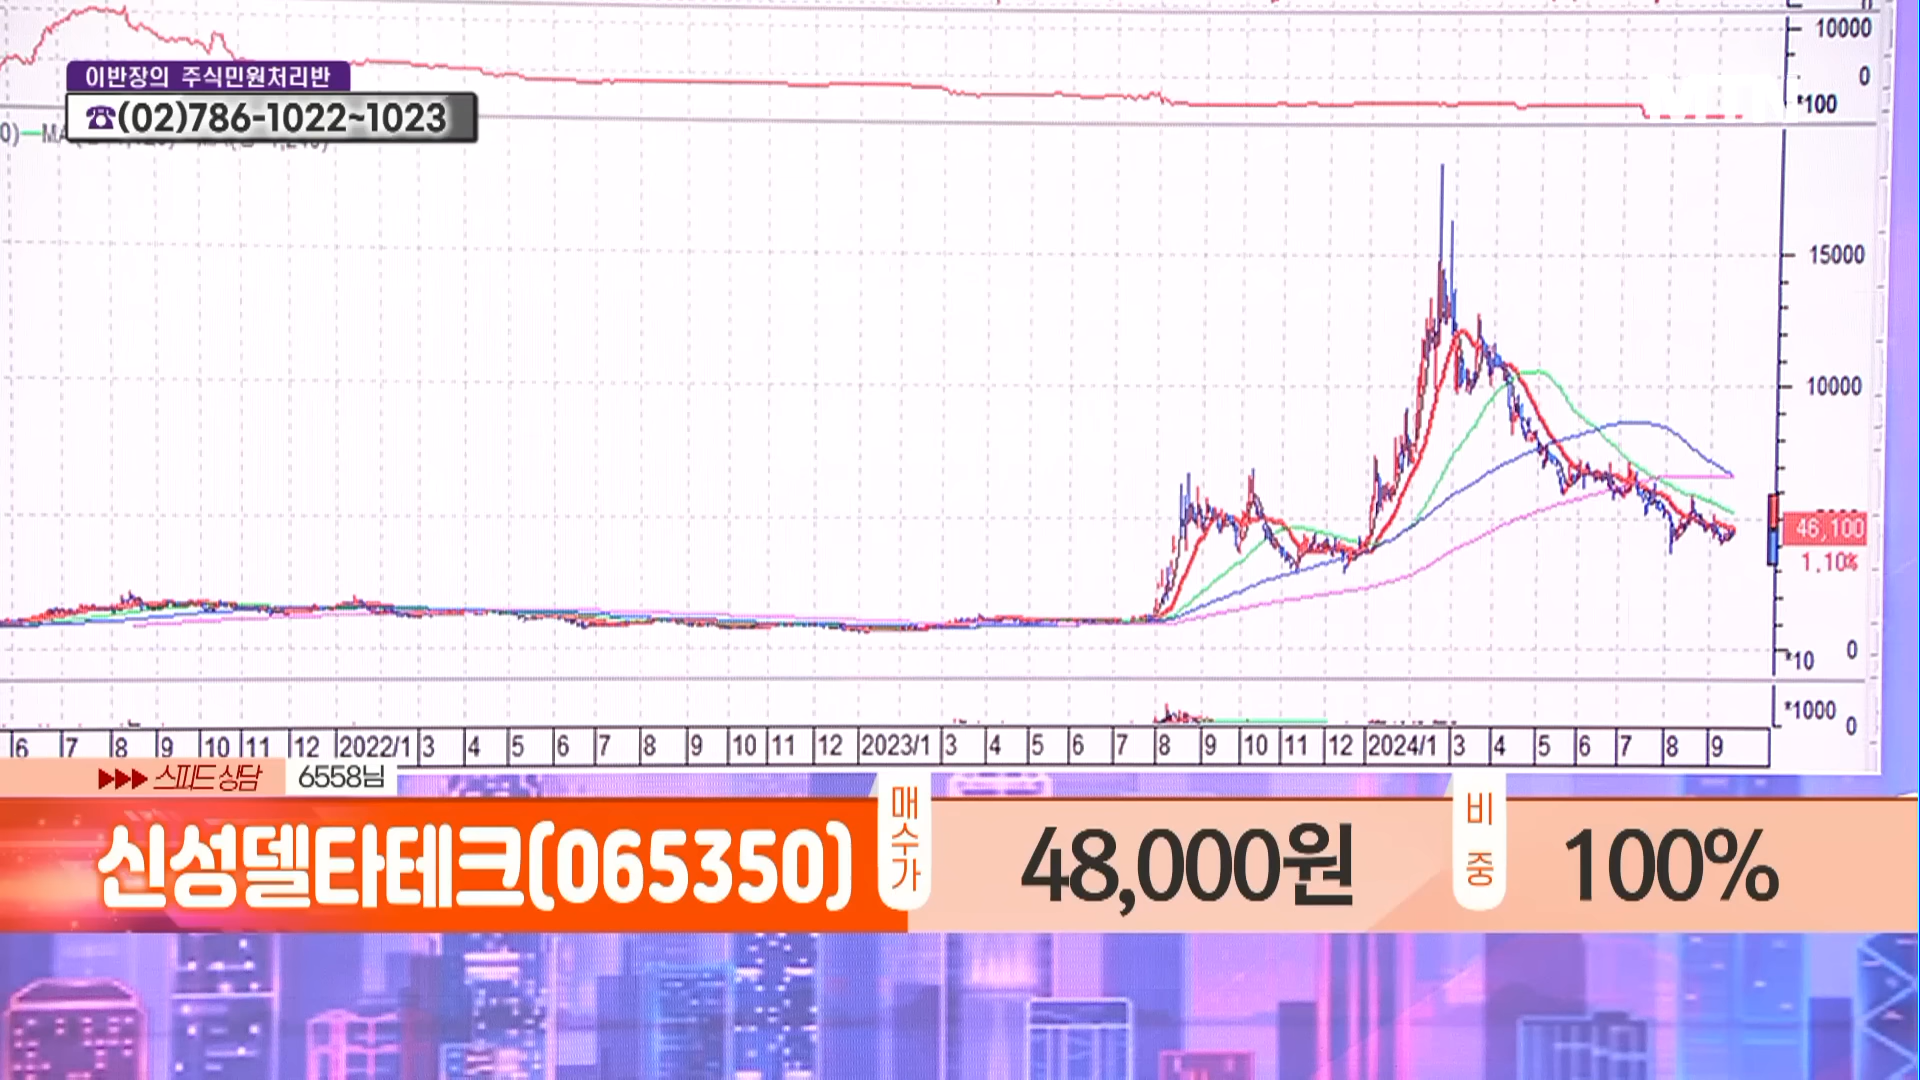 10000
0
*100
이반장의 주식민원처리반
☎(02)786-1022~1023
15000
10000
46,100
1.10%
*10 0
*1000
0
6 7 8 9 10 11 12 2022/1 3 4 5 6 7 8 9 10 11 12 2023/1 3 4 5 6 7 8 9 10 11 12 2024/1 3 4 5 6 7 8 9
▶▶▶ 스피드 상담 6558님
신성델타테크(065350)
매수가
48,000원
비중
100%